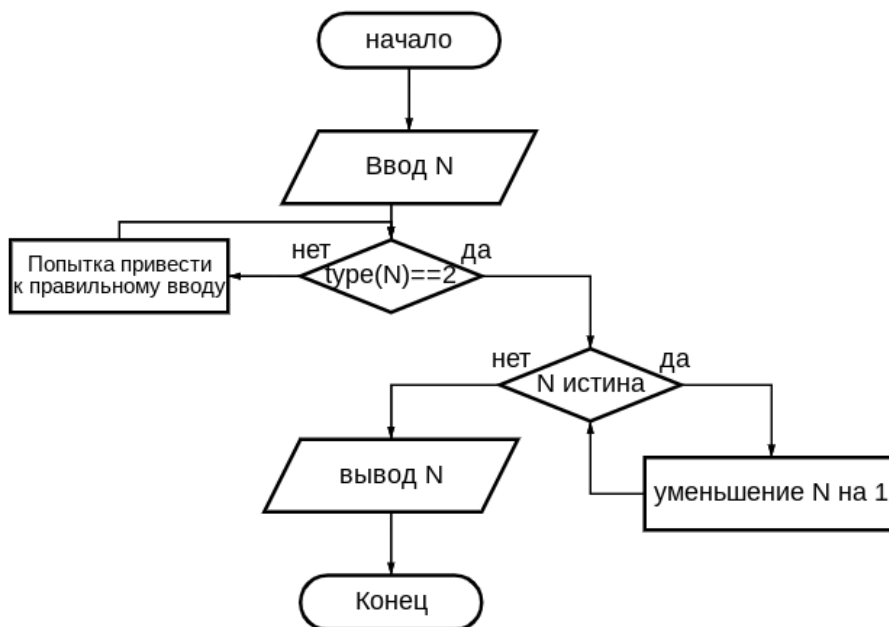 начало
Ввод N
нет
да
type(N)==2
Попытка привести
к правильному вводу
нет
да
N истина
вывод N
уменьшение N на 1
Конец